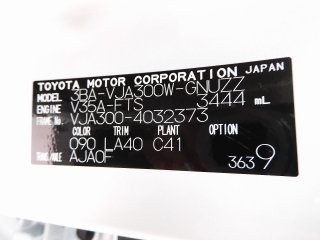 TOYOTA MOTOR CORPORATION JAPAN
MODEL 3BA-VJA300W-GNUZZ
ENGINE V35A-FTS 3444 mL
FRAME No. VJA300-4032373
COLOR TRIM PLANT OPTION
090 LA40 C41
TRANS/AXLE AJA0F 3639